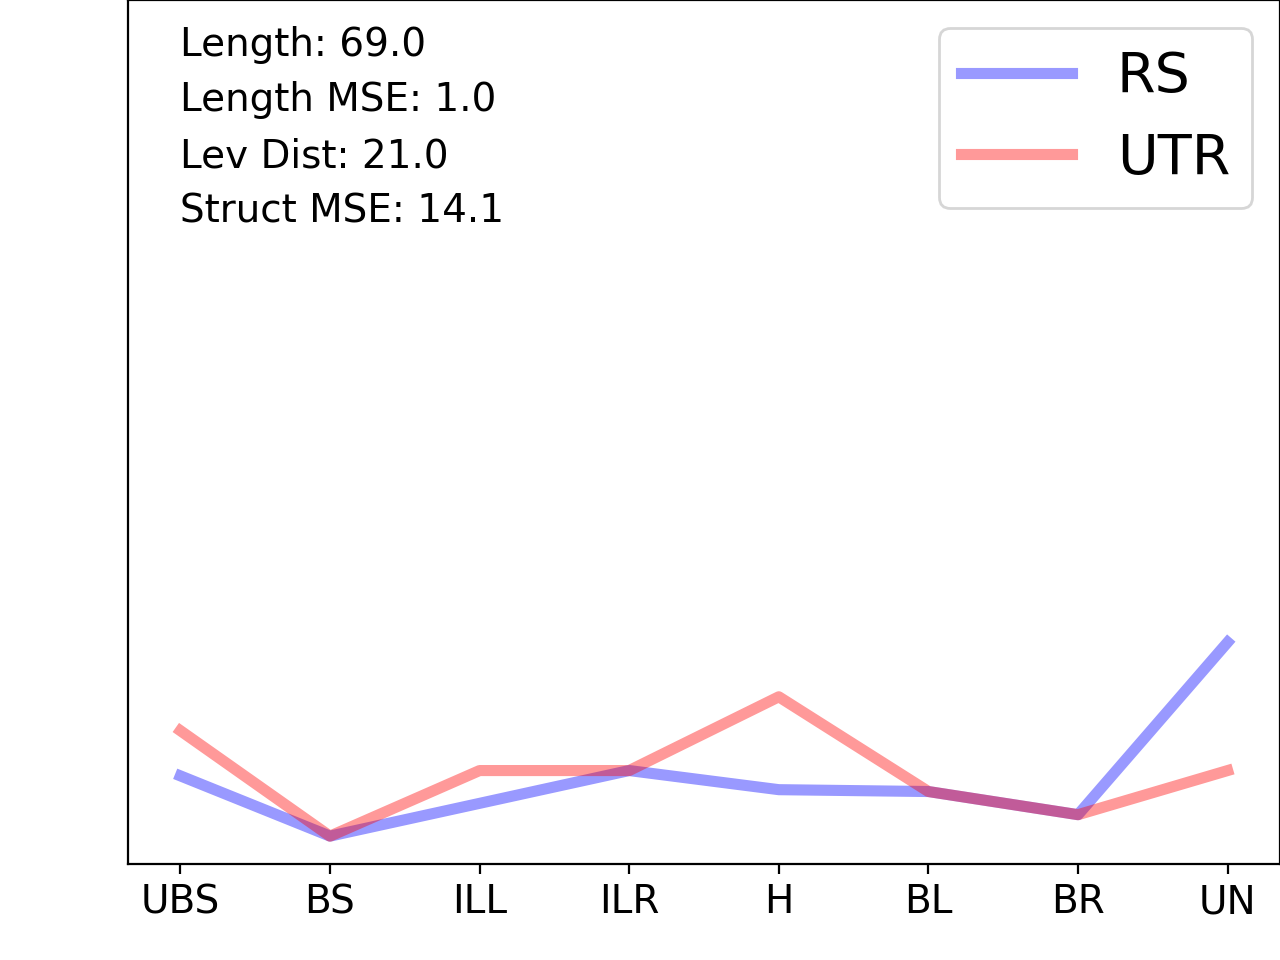 Length: 69.0
Length MSE: 1.0
Lev Dist: 21.0
Struct MSE: 14.1
RS
UTR
UBS BS ILL ILR H BL BR UN